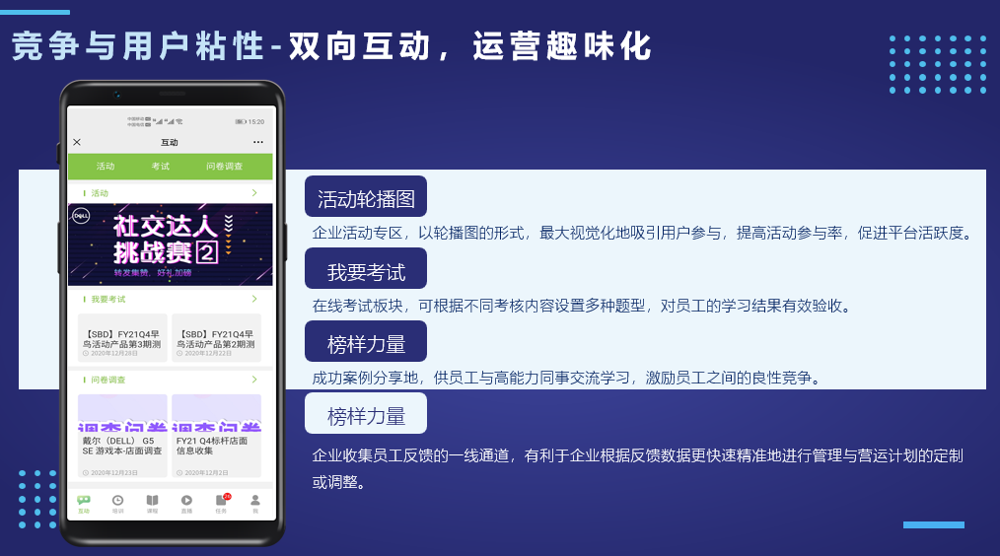 竞争与用户粘性-双向互动，运营趣味化
15:20
互动
活动 考试 问卷调查
活动
DELL
社交达人
挑战赛2
转发集赞，好礼加磅
我要考试
【SBD】FY21Q4早
鸟活动产品第3期测
2020年12月28日
【SBD】FY21Q4早
鸟活动产品第2期测
2020年12月22日
问卷调查
调查问卷
戴尔（DELL） G5
SE 游戏本-店面调查
2020年12月23日
调查问卷
FY21 Q4标杆店面
信息收集
2020年12月02日
互动 培训 课程 直播 任务 我
活动轮播图
企业活动专区，以轮播图的形式，最大视觉化地吸引用户参与，提高活动参与率，促进平台活跃度。
我要考试
在线考试板块，可根据不同考核内容设置多种题型，对员工的学习结果有效验收。
榜样力量
成功案例分享地，供员工与高能力同事交流学习，激励员工之间的良性竞争。
榜样力量
企业收集员工反馈的一线通道，有利于企业根据反馈数据更快速精准地进行管理与营运计划的定制
或调整。